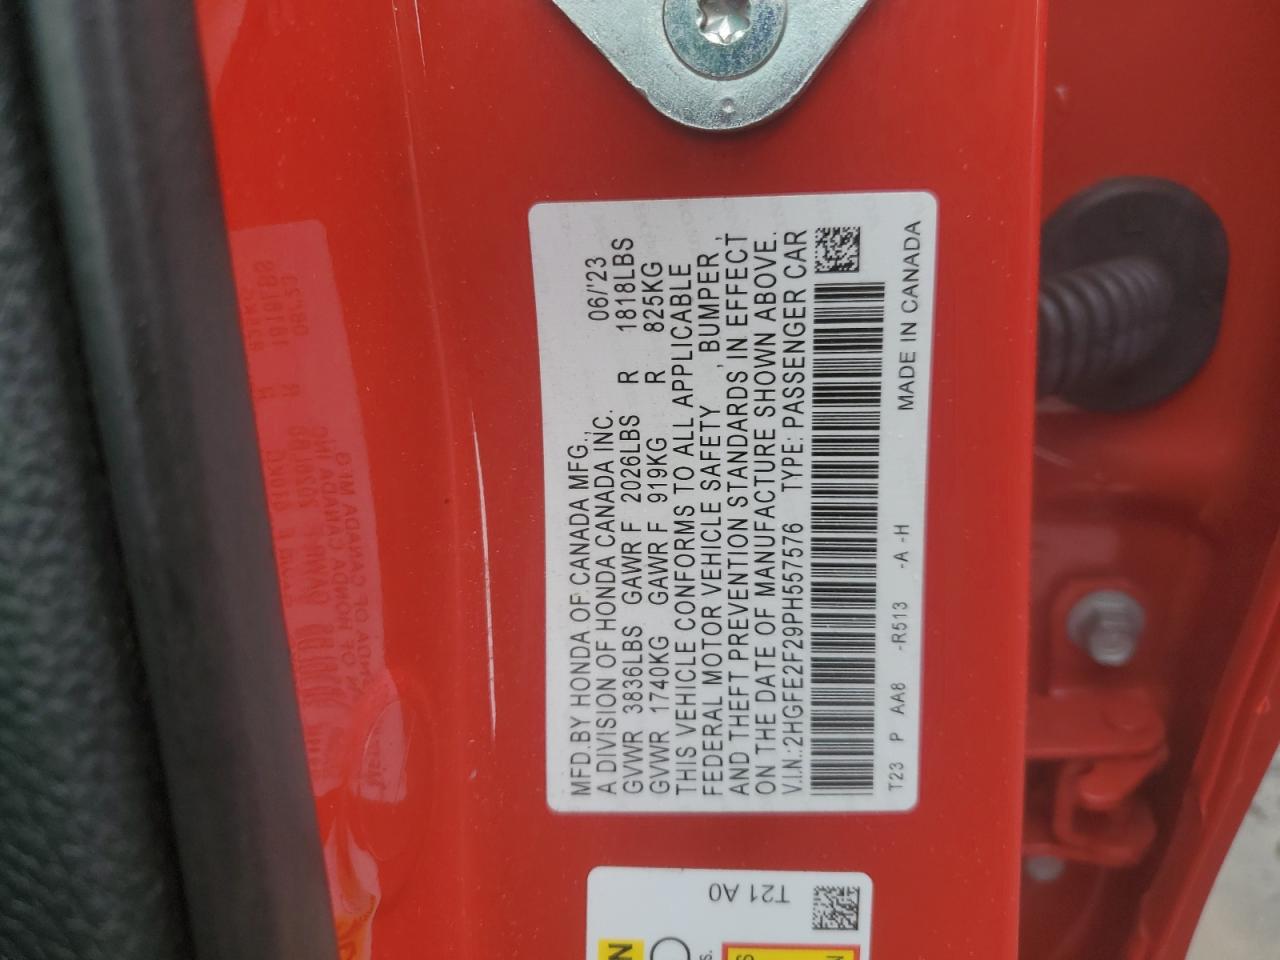 MFD.BY HONDA OF CANADA MFG., 06/'23
A DIVISION OF HONDA CANADA INC.
GVWR 3836LBS GAWR F 2026LBS R 1818LBS
GVWR 1740KG GAWR F 919KG R 825KG
THIS VEHICLE CONFORMS TO ALL APPLICABLE
FEDERAL MOTOR VEHICLE SAFETY , BUMPER ,
AND THEFT PREVENTION STANDARDS IN EFFECT
ON THE DATE OF MANUFACTURE SHOWN ABOVE.
V.I.N.:2HGFE2F29PH557576 TYPE: PASSENGER CAR
T23 P AA8 -R513 -A -H MADE IN CANADA
T21 A0